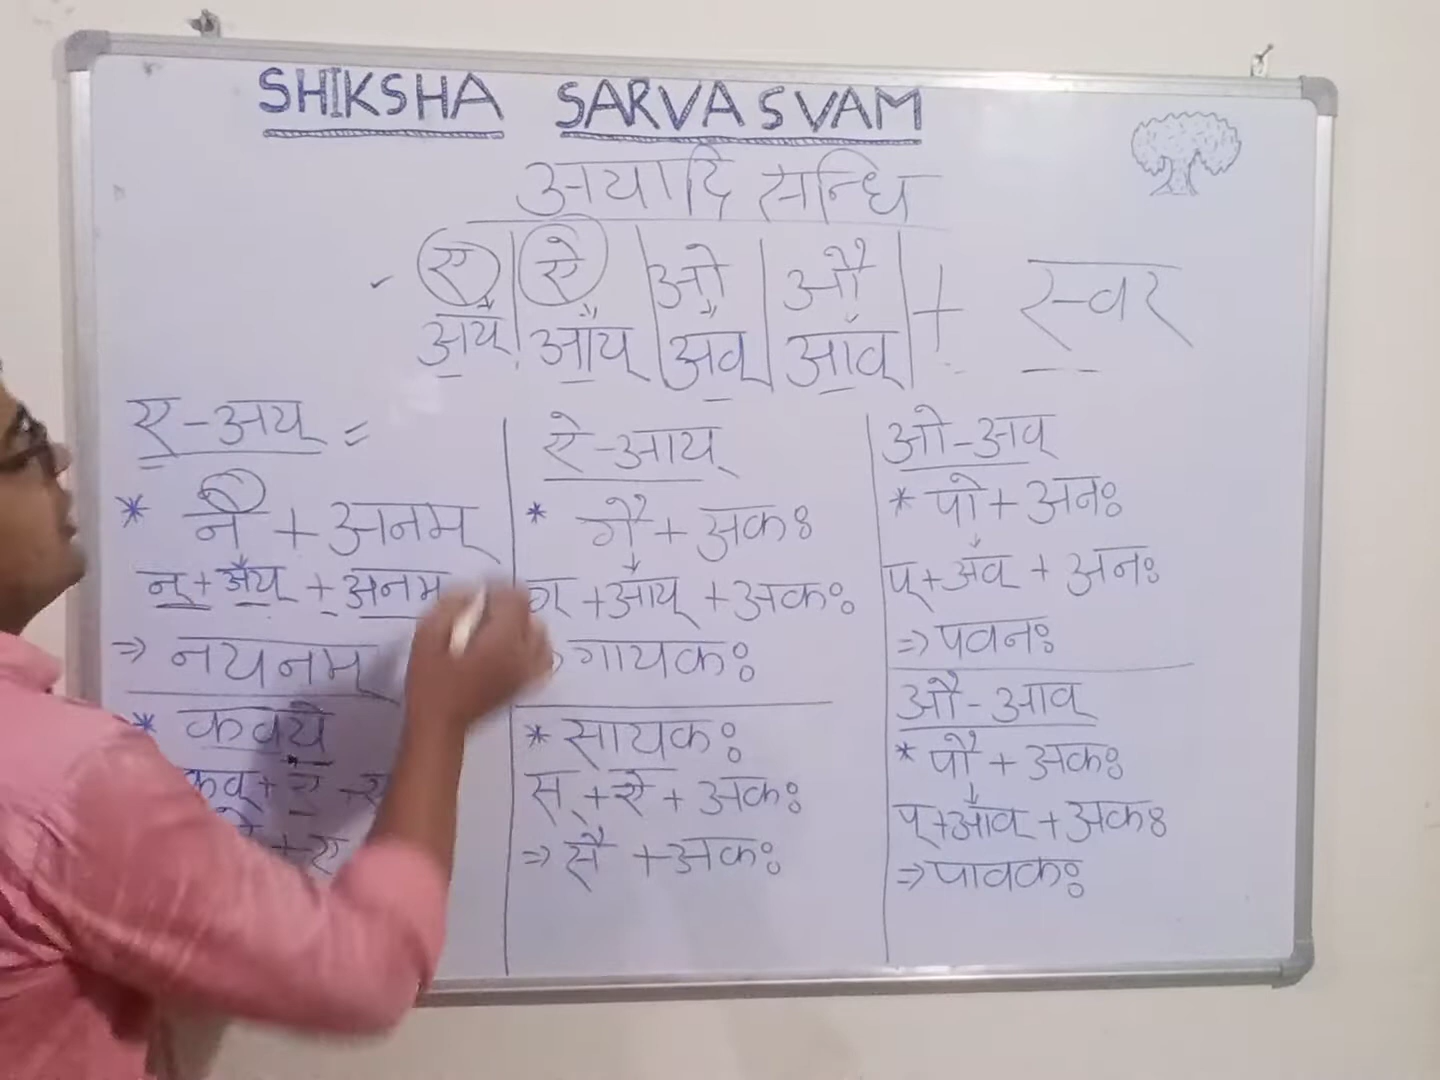 SHIKSHA SARVASVAM
अयादि सन्धि
ए | ऐ | ओ | औ + स्वर
अय् | आय् | अव् | आव्
ए-अय् =
* ने + अनम्
न् + अय् + अनम्
⇒ नयनम्
* कवये
कव् + ए + ए
+ ए
ऐ-आय्
* गै + अकः
ग् + आय् + अकः
गायकः
* सायकः
स् + ऐ + अकः
⇒ सै + अकः
ओ-अव्
* पो + अनः
प् + अव् + अनः
⇒ पवनः
औ-आव्
* पौ + अकः
प् + आव् + अकः
⇒ पावकः